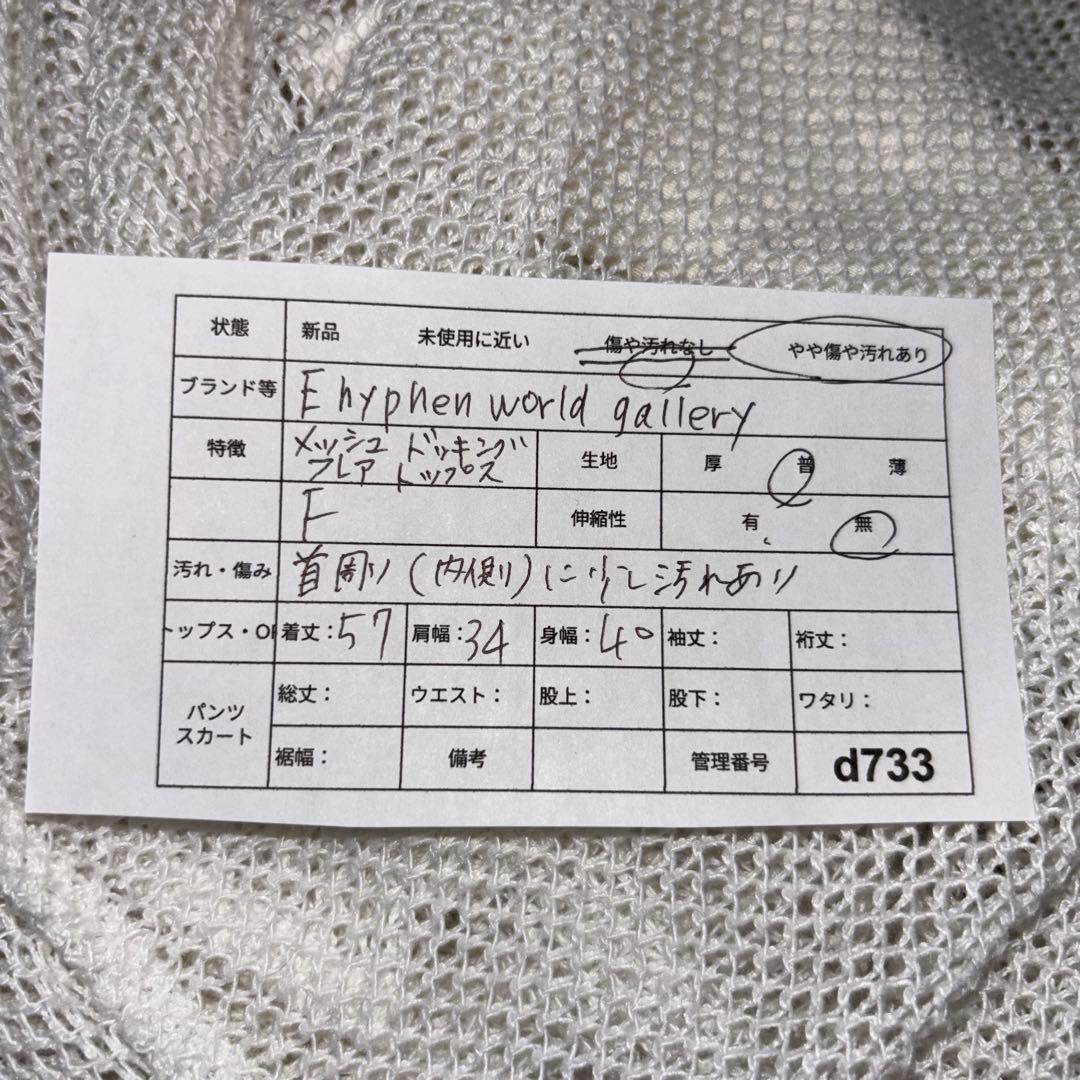 状態 新品 未使用に近い 傷や汚れなし やや傷や汚れあり
ブランド等 E hyphen world gallery
特徴 メッシュ ドッキング 生地 厚 普 薄
フレア トップス
F 伸縮性 有 無
汚れ・傷み 首周り(内側)に少し汚れあり
トップス・OP 着丈:57 肩幅:34 身幅:40 袖丈: 裄丈:
パンツ 総丈: ウエスト: 股上: 股下: ワタリ:
スカート
裾幅: 備考 管理番号 d733